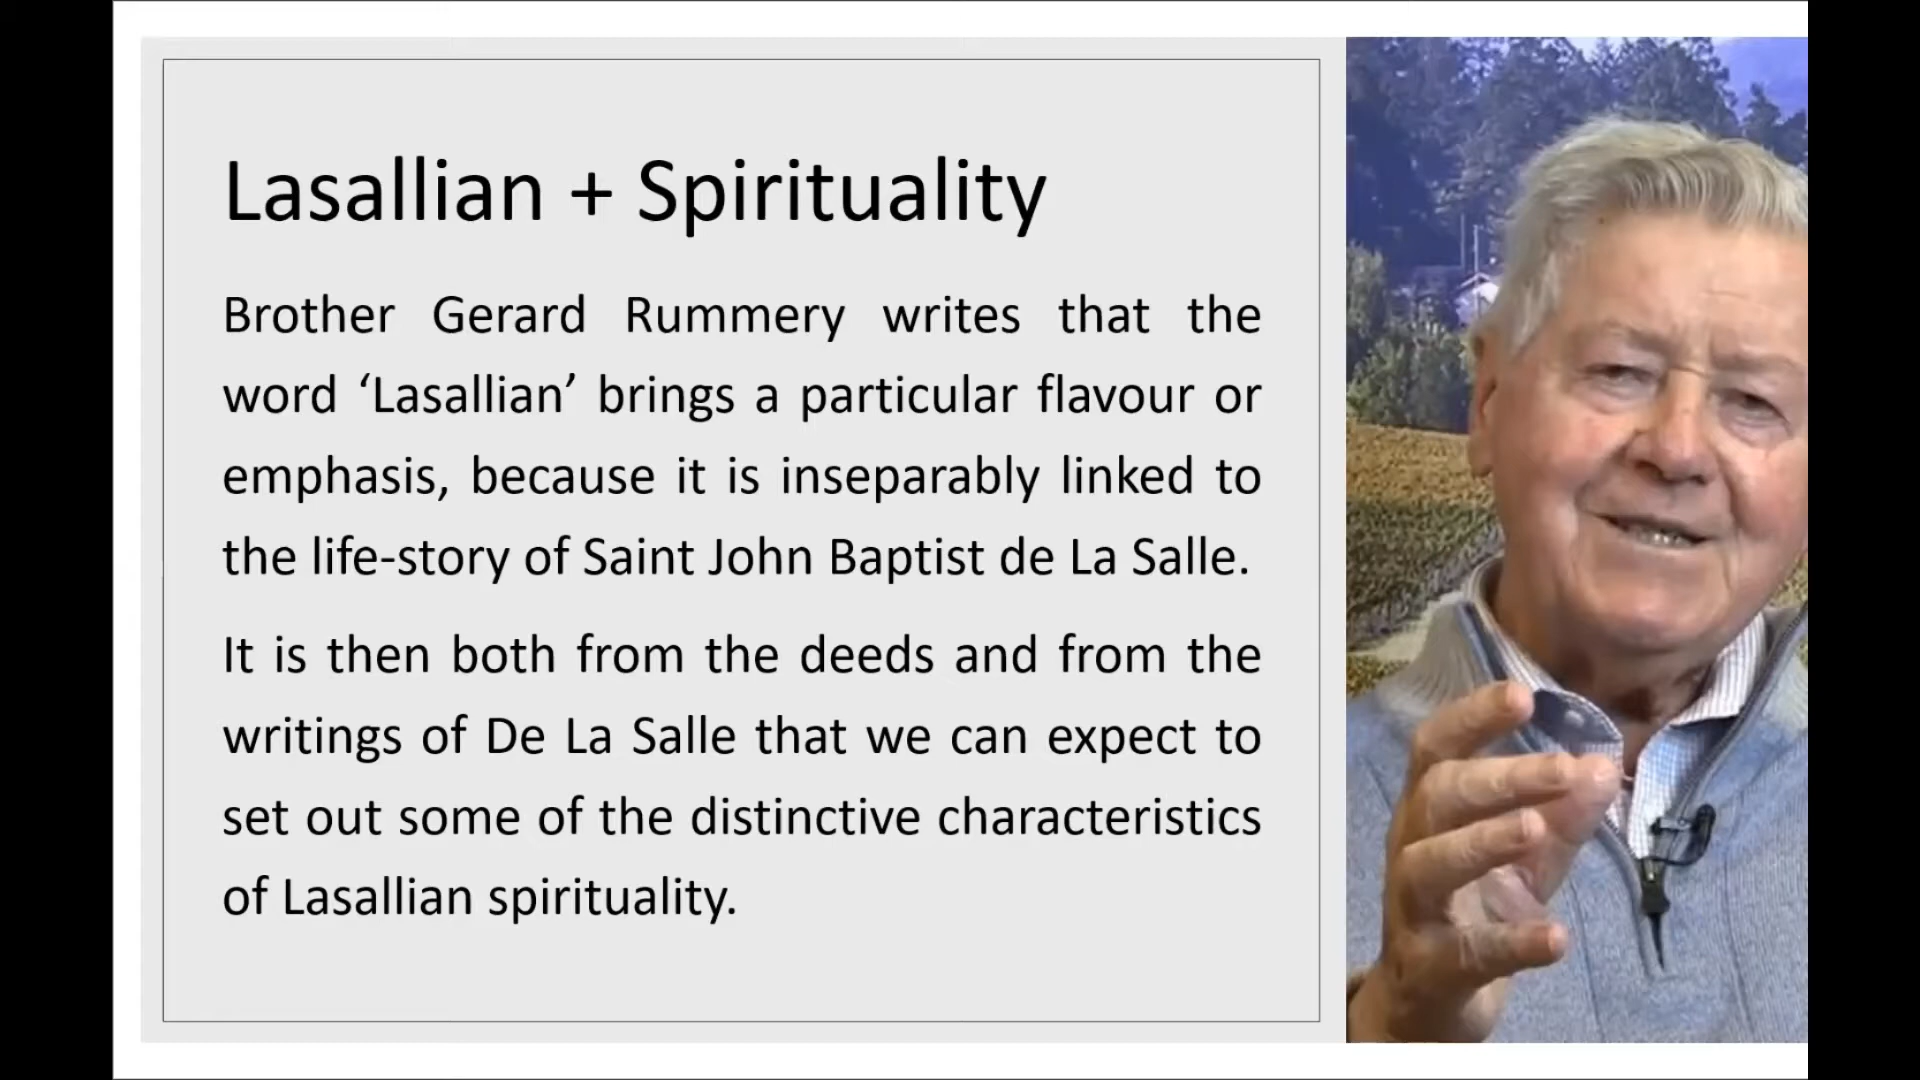 Lasallian + Spirituality
Brother Gerard Rummery writes that the
word ‘Lasallian’ brings a particular flavour or
emphasis, because it is inseparably linked to
the life-story of Saint John Baptist de La Salle.
It is then both from the deeds and from the
writings of De La Salle that we can expect to
set out some of the distinctive characteristics
of Lasallian spirituality.